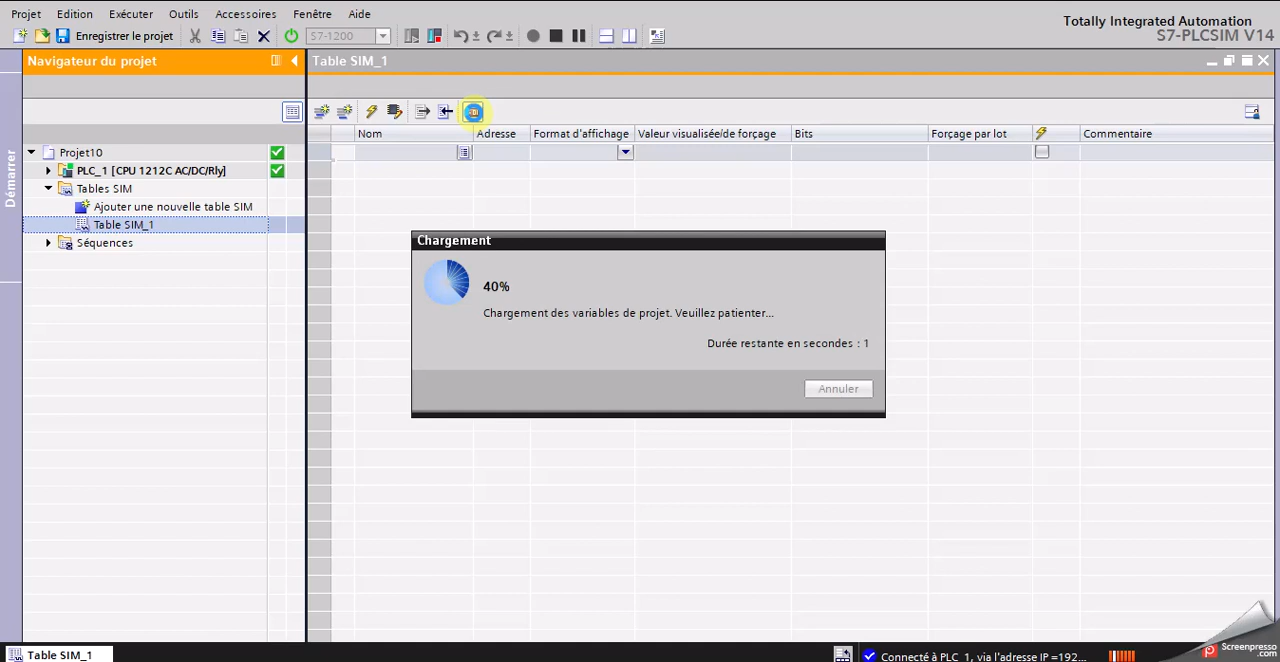 Projet Edition Exécuter Outils Accessoires Fenêtre Aide
Totally Integrated Automation
S7-PLCSIM V14
Enregistrer le projet
S7-1200
Navigateur du projet
Table SIM_1
Démarrer
Nom Adresse Format d'affichage Valeur visualisée/de forçage Bits Forçage par lot Commentaire
Projet10
PLC_1 [CPU 1212C AC/DC/Rly]
Tables SIM
Ajouter une nouvelle table SIM
Table SIM_1
Séquences
Chargement
40%
Chargement des variables de projet. Veuillez patienter...
Durée restante en secondes : 1
Annuler
Table SIM_1
Connecté à PLC_1, via l'adresse IP =192...
Screenpresso
.com